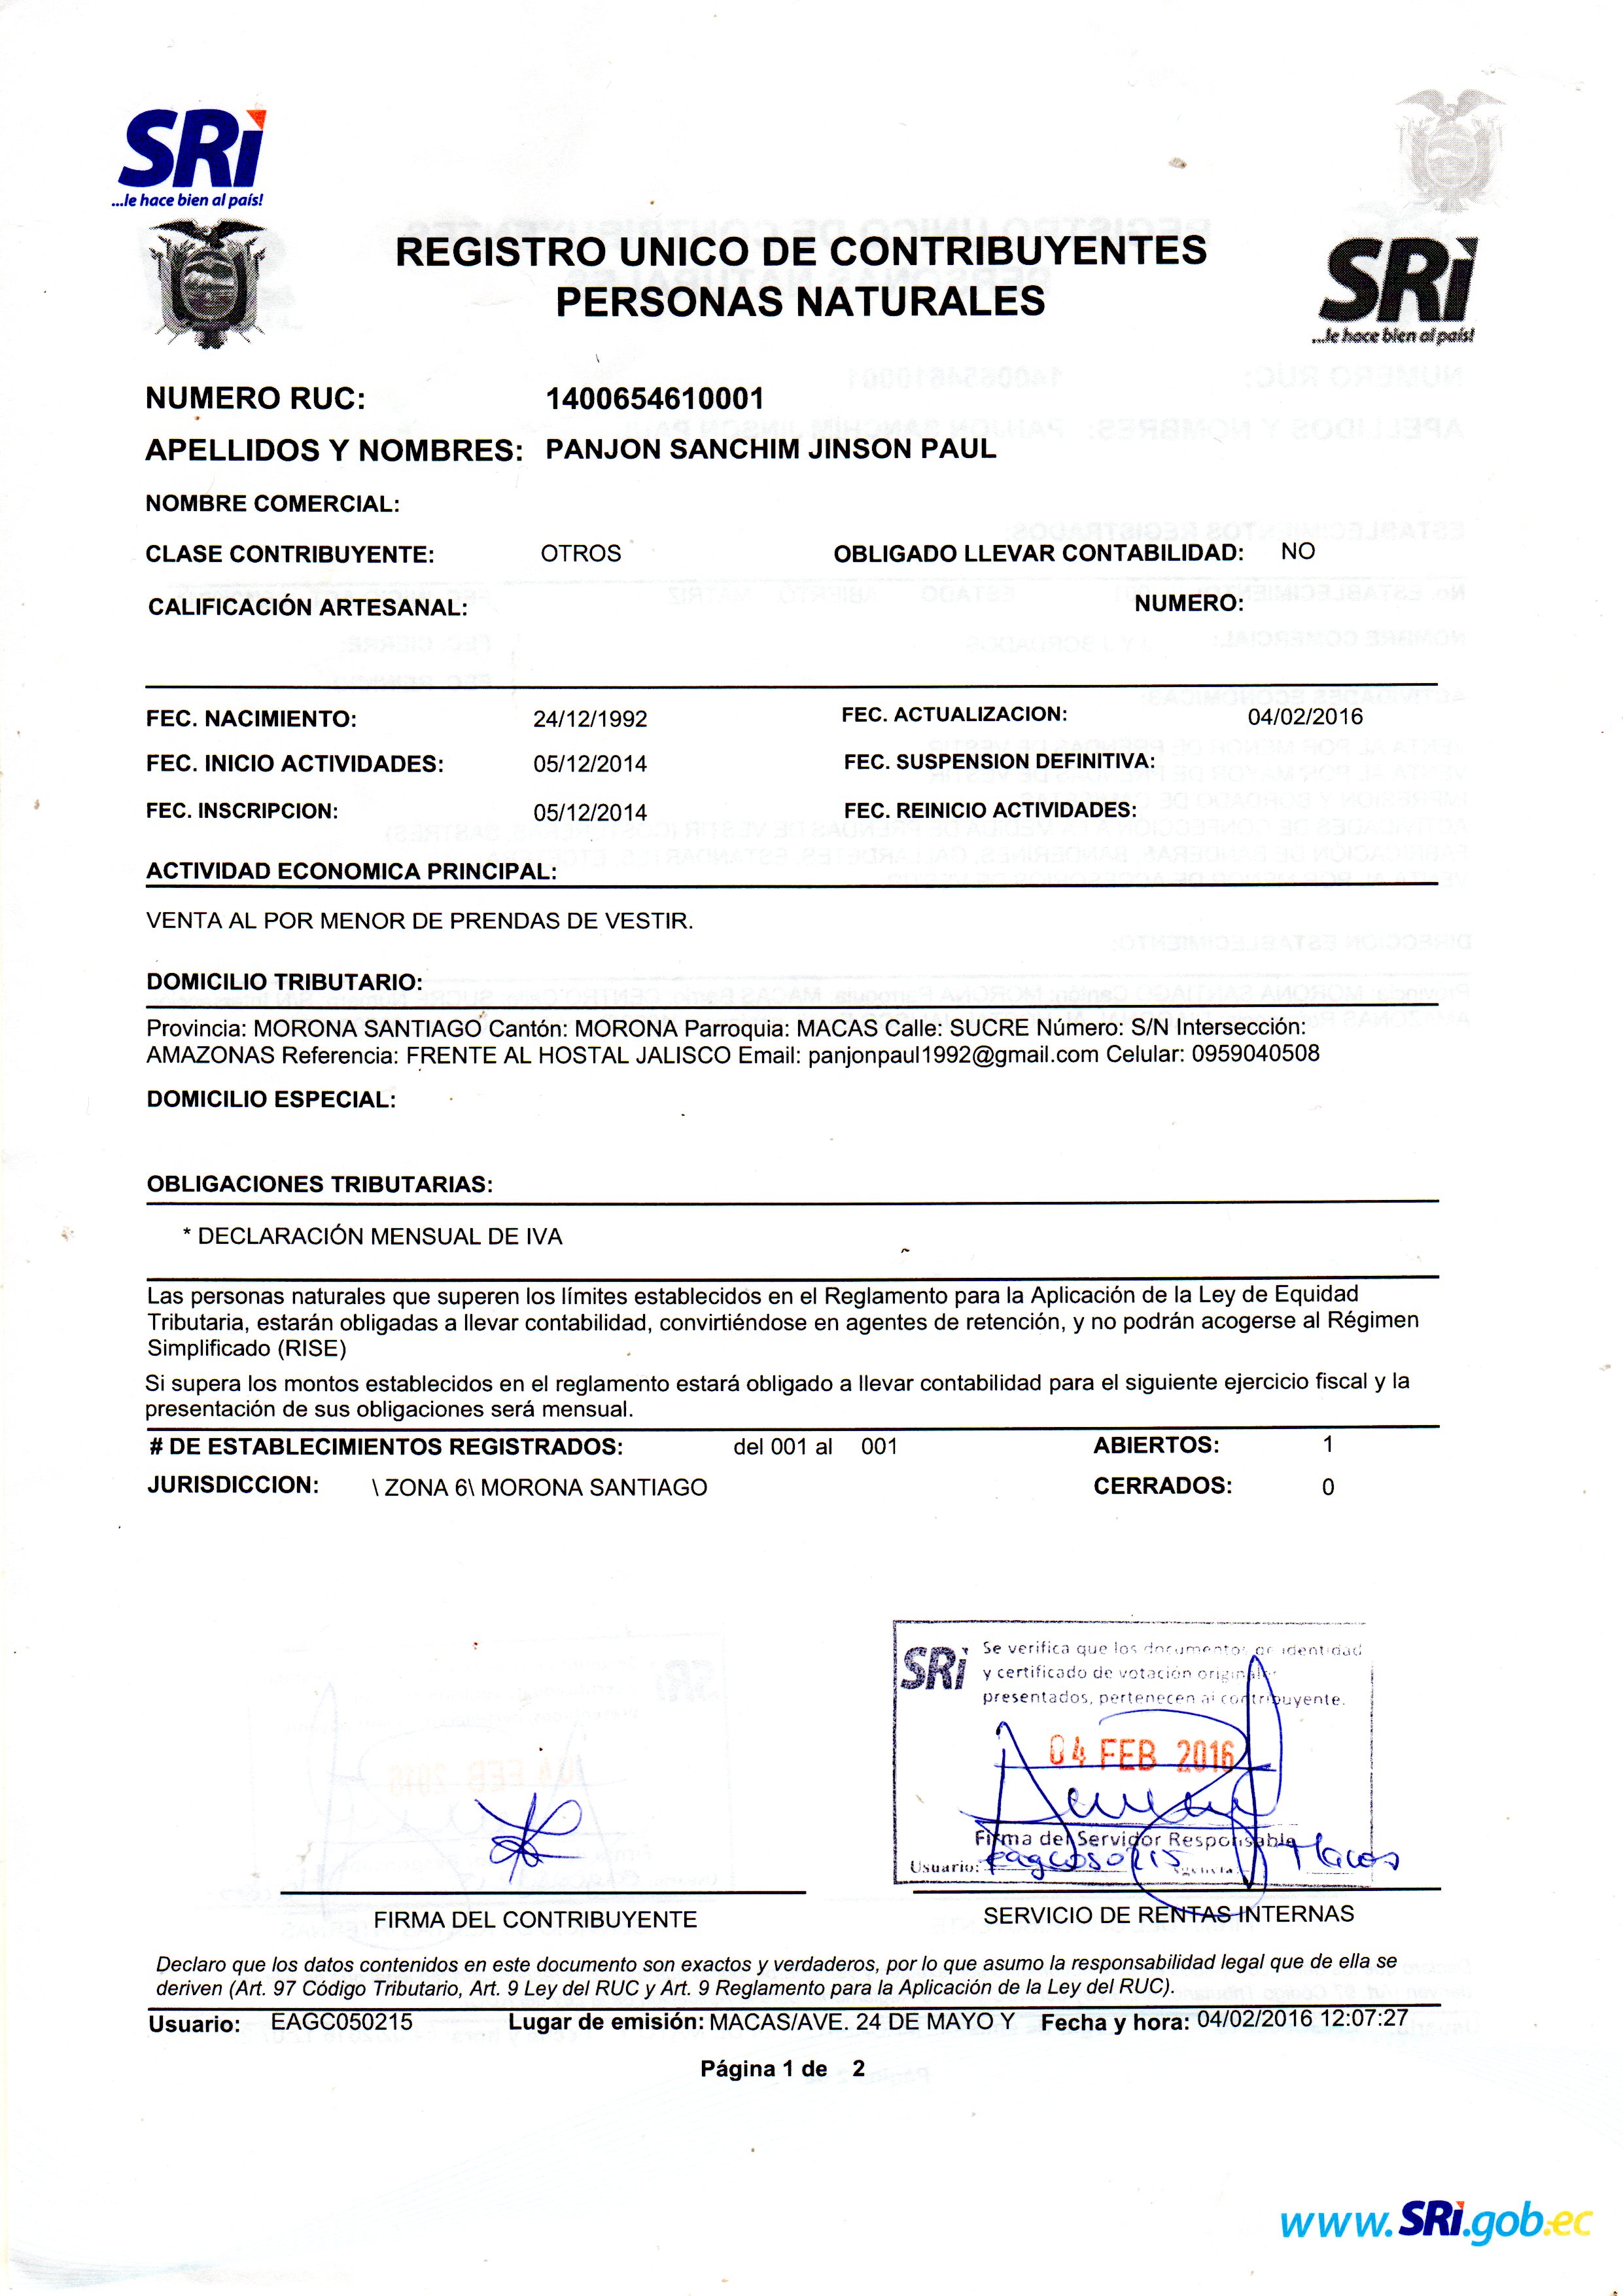 SRi
...le hace bien al país!
REGISTRO UNICO DE CONTRIBUYENTES
PERSONAS NATURALES
SRi
...le hace bien al país!
NUMERO RUC: 1400654610001
APELLIDOS Y NOMBRES: PANJON SANCHIM JINSON PAUL
NOMBRE COMERCIAL:
CLASE CONTRIBUYENTE: OTROS OBLIGADO LLEVAR CONTABILIDAD: NO
CALIFICACIÓN ARTESANAL: NUMERO:
FEC. NACIMIENTO: 24/12/1992 FEC. ACTUALIZACION: 04/02/2016
FEC. INICIO ACTIVIDADES: 05/12/2014 FEC. SUSPENSION DEFINITIVA:
FEC. INSCRIPCION: 05/12/2014 FEC. REINICIO ACTIVIDADES:
ACTIVIDAD ECONOMICA PRINCIPAL:
VENTA AL POR MENOR DE PRENDAS DE VESTIR.
DOMICILIO TRIBUTARIO:
Provincia: MORONA SANTIAGO Cantón: MORONA Parroquia: MACAS Calle: SUCRE Número: S/N Intersección:
AMAZONAS Referencia: FRENTE AL HOSTAL JALISCO Email: panjonpaul1992@gmail.com Celular: 0959040508
DOMICILIO ESPECIAL:
OBLIGACIONES TRIBUTARIAS:
* DECLARACIÓN MENSUAL DE IVA
Las personas naturales que superen los límites establecidos en el Reglamento para la Aplicación de la Ley de Equidad
Tributaria, estarán obligadas a llevar contabilidad, convirtiéndose en agentes de retención, y no podrán acogerse al Régimen
Simplificado (RISE)
Si supera los montos establecidos en el reglamento estará obligado a llevar contabilidad para el siguiente ejercicio fiscal y la
presentación de sus obligaciones será mensual.
# DE ESTABLECIMIENTOS REGISTRADOS: del 001 al 001 ABIERTOS: 1
JURISDICCION: \ ZONA 6\ MORONA SANTIAGO CERRADOS: 0
SRi Se verifica que los documentos de identidad
y certificado de votación originales
presentados, pertenecen al contribuyente.
04 FEB 2016
Firma del Servidor Responsable
Usuario: eagc050215 Agencia: Macas
FIRMA DEL CONTRIBUYENTE SERVICIO DE RENTAS INTERNAS
Declaro que los datos contenidos en este documento son exactos y verdaderos, por lo que asumo la responsabilidad legal que de ella se
deriven (Art. 97 Código Tributario, Art. 9 Ley del RUC y Art. 9 Reglamento para la Aplicación de la Ley del RUC).
Usuario: EAGC050215 Lugar de emisión: MACAS/AVE. 24 DE MAYO Y Fecha y hora: 04/02/2016 12:07:27
Página 1 de 2
www.SRi.gob.ec